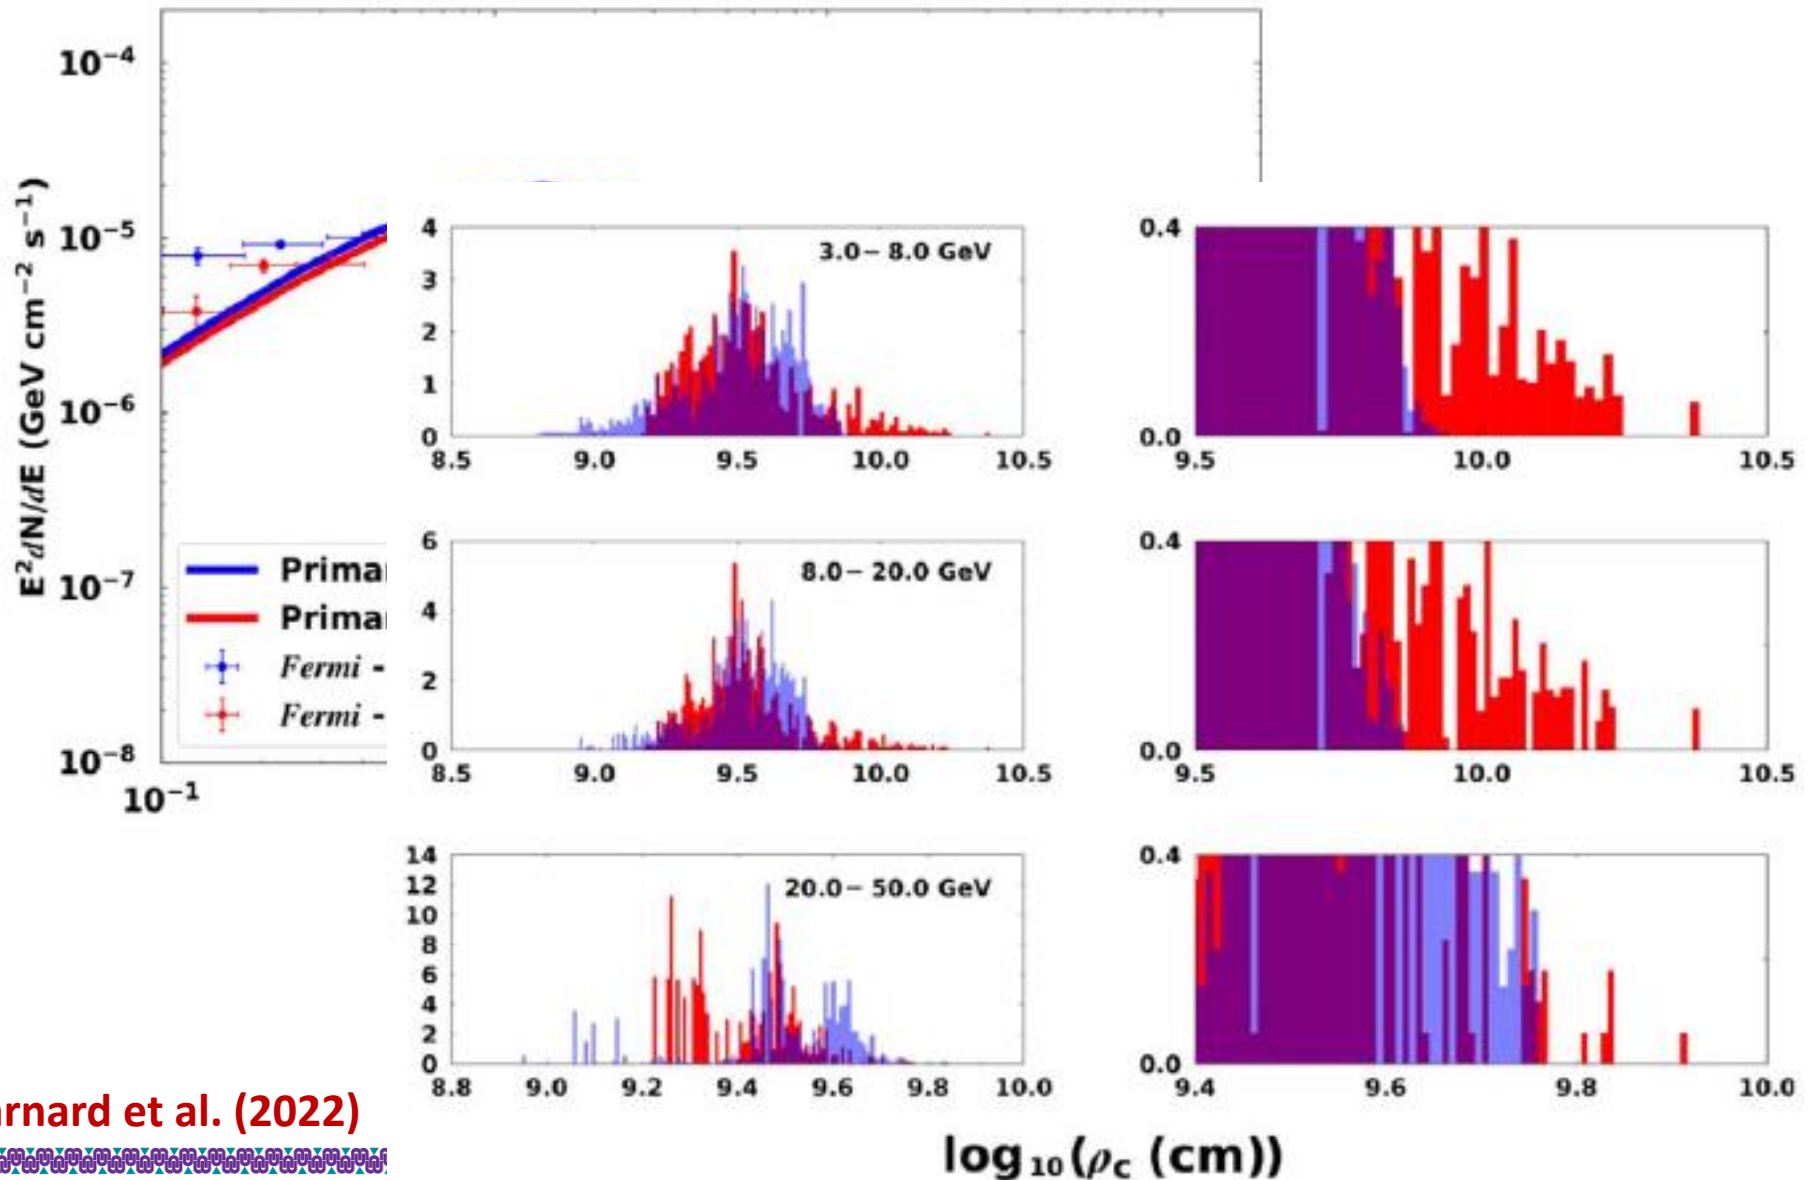 10⁻⁴
10⁻⁵
10⁻⁶
10⁻⁷
10⁻⁸
10⁻¹
E²dN/dE (GeV cm⁻² s⁻¹)
Primar
Primar
Fermi -
Fermi -
3.0– 8.0 GeV
4
3
2
1
0
8.5 9.0 9.5 10.0 10.5
0.4
0.0
9.5 10.0 10.5
8.0– 20.0 GeV
6
4
2
0
8.5 9.0 9.5 10.0 10.5
0.4
0.0
9.5 10.0 10.5
20.0– 50.0 GeV
14
12
10
8
6
4
2
0
8.8 9.0 9.2 9.4 9.6 9.8 10.0
0.4
0.0
9.4 9.6 9.8 10.0
log₁₀(ρc (cm))
arnard et al. (2022)